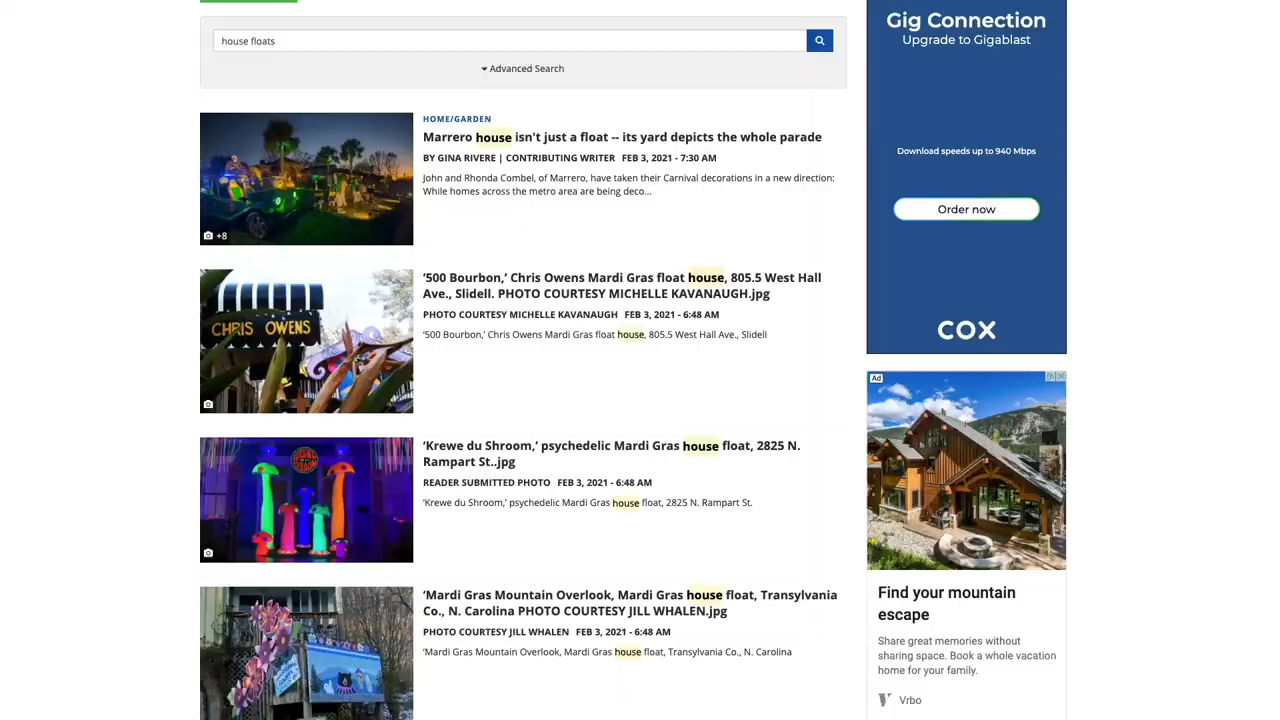 Gig Connection
Upgrade to Gigablast
house floats
Advanced Search
HOME/GARDEN
Marrero house isn't just a float -- its yard depicts the whole parade
BY GINA RIVERE | CONTRIBUTING WRITER FEB 3, 2021 - 7:30 AM
John and Rhonda Combel, of Marrero, have taken their Carnival decorations in a new direction:
While homes across the metro area are being deco...
+8
Download speeds up to 940 Mbps
Order now
COX
‘500 Bourbon,’ Chris Owens Mardi Gras float house, 805.5 West Hall
Ave., Slidell. PHOTO COURTESY MICHELLE KAVANAUGH.jpg
PHOTO COURTESY MICHELLE KAVANAUGH FEB 3, 2021 - 6:48 AM
‘500 Bourbon,’ Chris Owens Mardi Gras float house, 805.5 West Hall Ave., Slidell
CHRIS OWENS
‘Krewe du Shroom,’ psychedelic Mardi Gras house float, 2825 N.
Rampart St..jpg
READER SUBMITTED PHOTO FEB 3, 2021 - 6:48 AM
‘Krewe du Shroom,’ psychedelic Mardi Gras house float, 2825 N. Rampart St.
‘Mardi Gras Mountain Overlook, Mardi Gras house float, Transylvania
Co., N. Carolina PHOTO COURTESY JILL WHALEN.jpg
PHOTO COURTESY JILL WHALEN FEB 3, 2021 - 6:48 AM
‘Mardi Gras Mountain Overlook, Mardi Gras house float, Transylvania Co., N. Carolina
Ad
Find your mountain
escape
Share great memories without
sharing space. Book a whole vacation
home for your family.
Vrbo